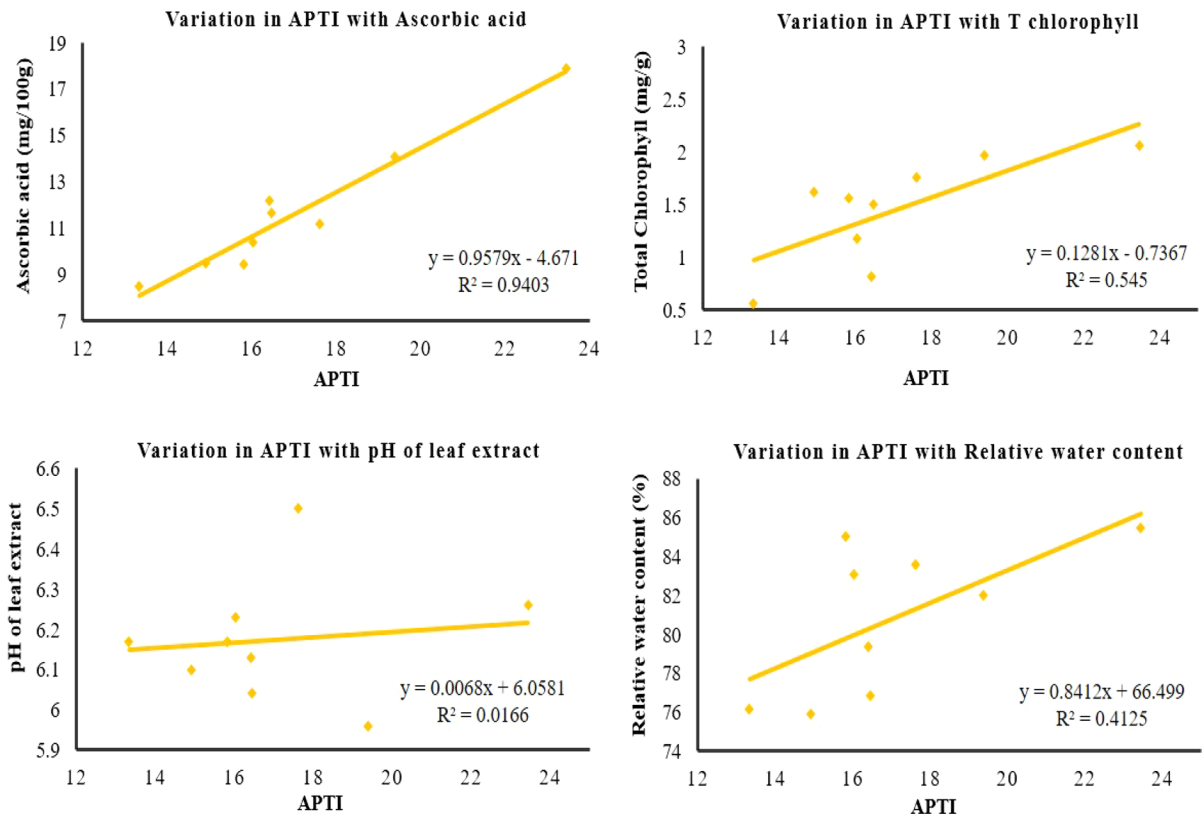 Variation in APTI with Ascorbic acid
19
17
15
13
11
9
7
Ascorbic acid (mg/100g)
y = 0.9579x - 4.671
R² = 0.9403
12 14 16 18 20 22 24
APTI
Variation in APTI with T chlorophyll
3
2.5
2
1.5
1
0.5
Total Chlorophyll (mg/g)
y = 0.1281x - 0.7367
R² = 0.545
12 14 16 18 20 22 24
APTI
Variation in APTI with pH of leaf extract
6.6
6.5
6.4
6.3
6.2
6.1
6
5.9
pH of leaf extract
y = 0.0068x + 6.0581
R² = 0.0166
12 14 16 18 20 22 24
APTI
Variation in APTI with Relative water content
88
86
84
82
80
78
76
74
Relative water content (%)
y = 0.8412x + 66.499
R² = 0.4125
12 14 16 18 20 22 24
APTI